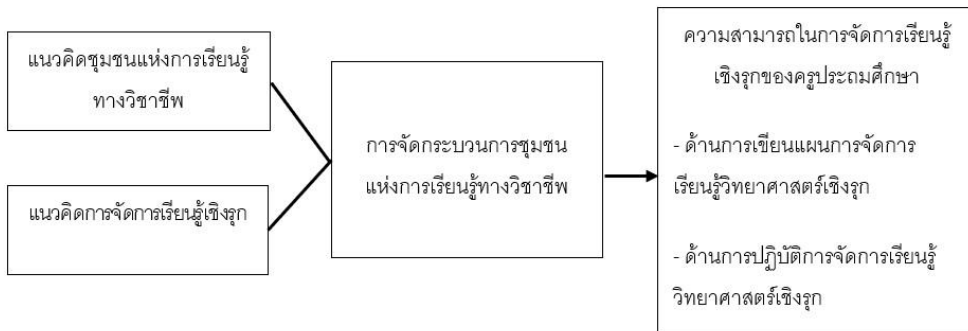 แนวคิดชุมชนแห่งการเรียนรู้
ทางวิชาชีพ
แนวคิดการจัดการเรียนรู้เชิงรุก
การจัดกระบวนการชุมชน
แห่งการเรียนรู้ทางวิชาชีพ
ความสามารถในการจัดการเรียนรู้
เชิงรุกของครูประถมศึกษา
- ด้านการเขียนแผนการจัดการ
เรียนรู้วิทยาศาสตร์เชิงรุก
- ด้านการปฏิบัติการจัดการเรียนรู้
วิทยาศาสตร์เชิงรุก